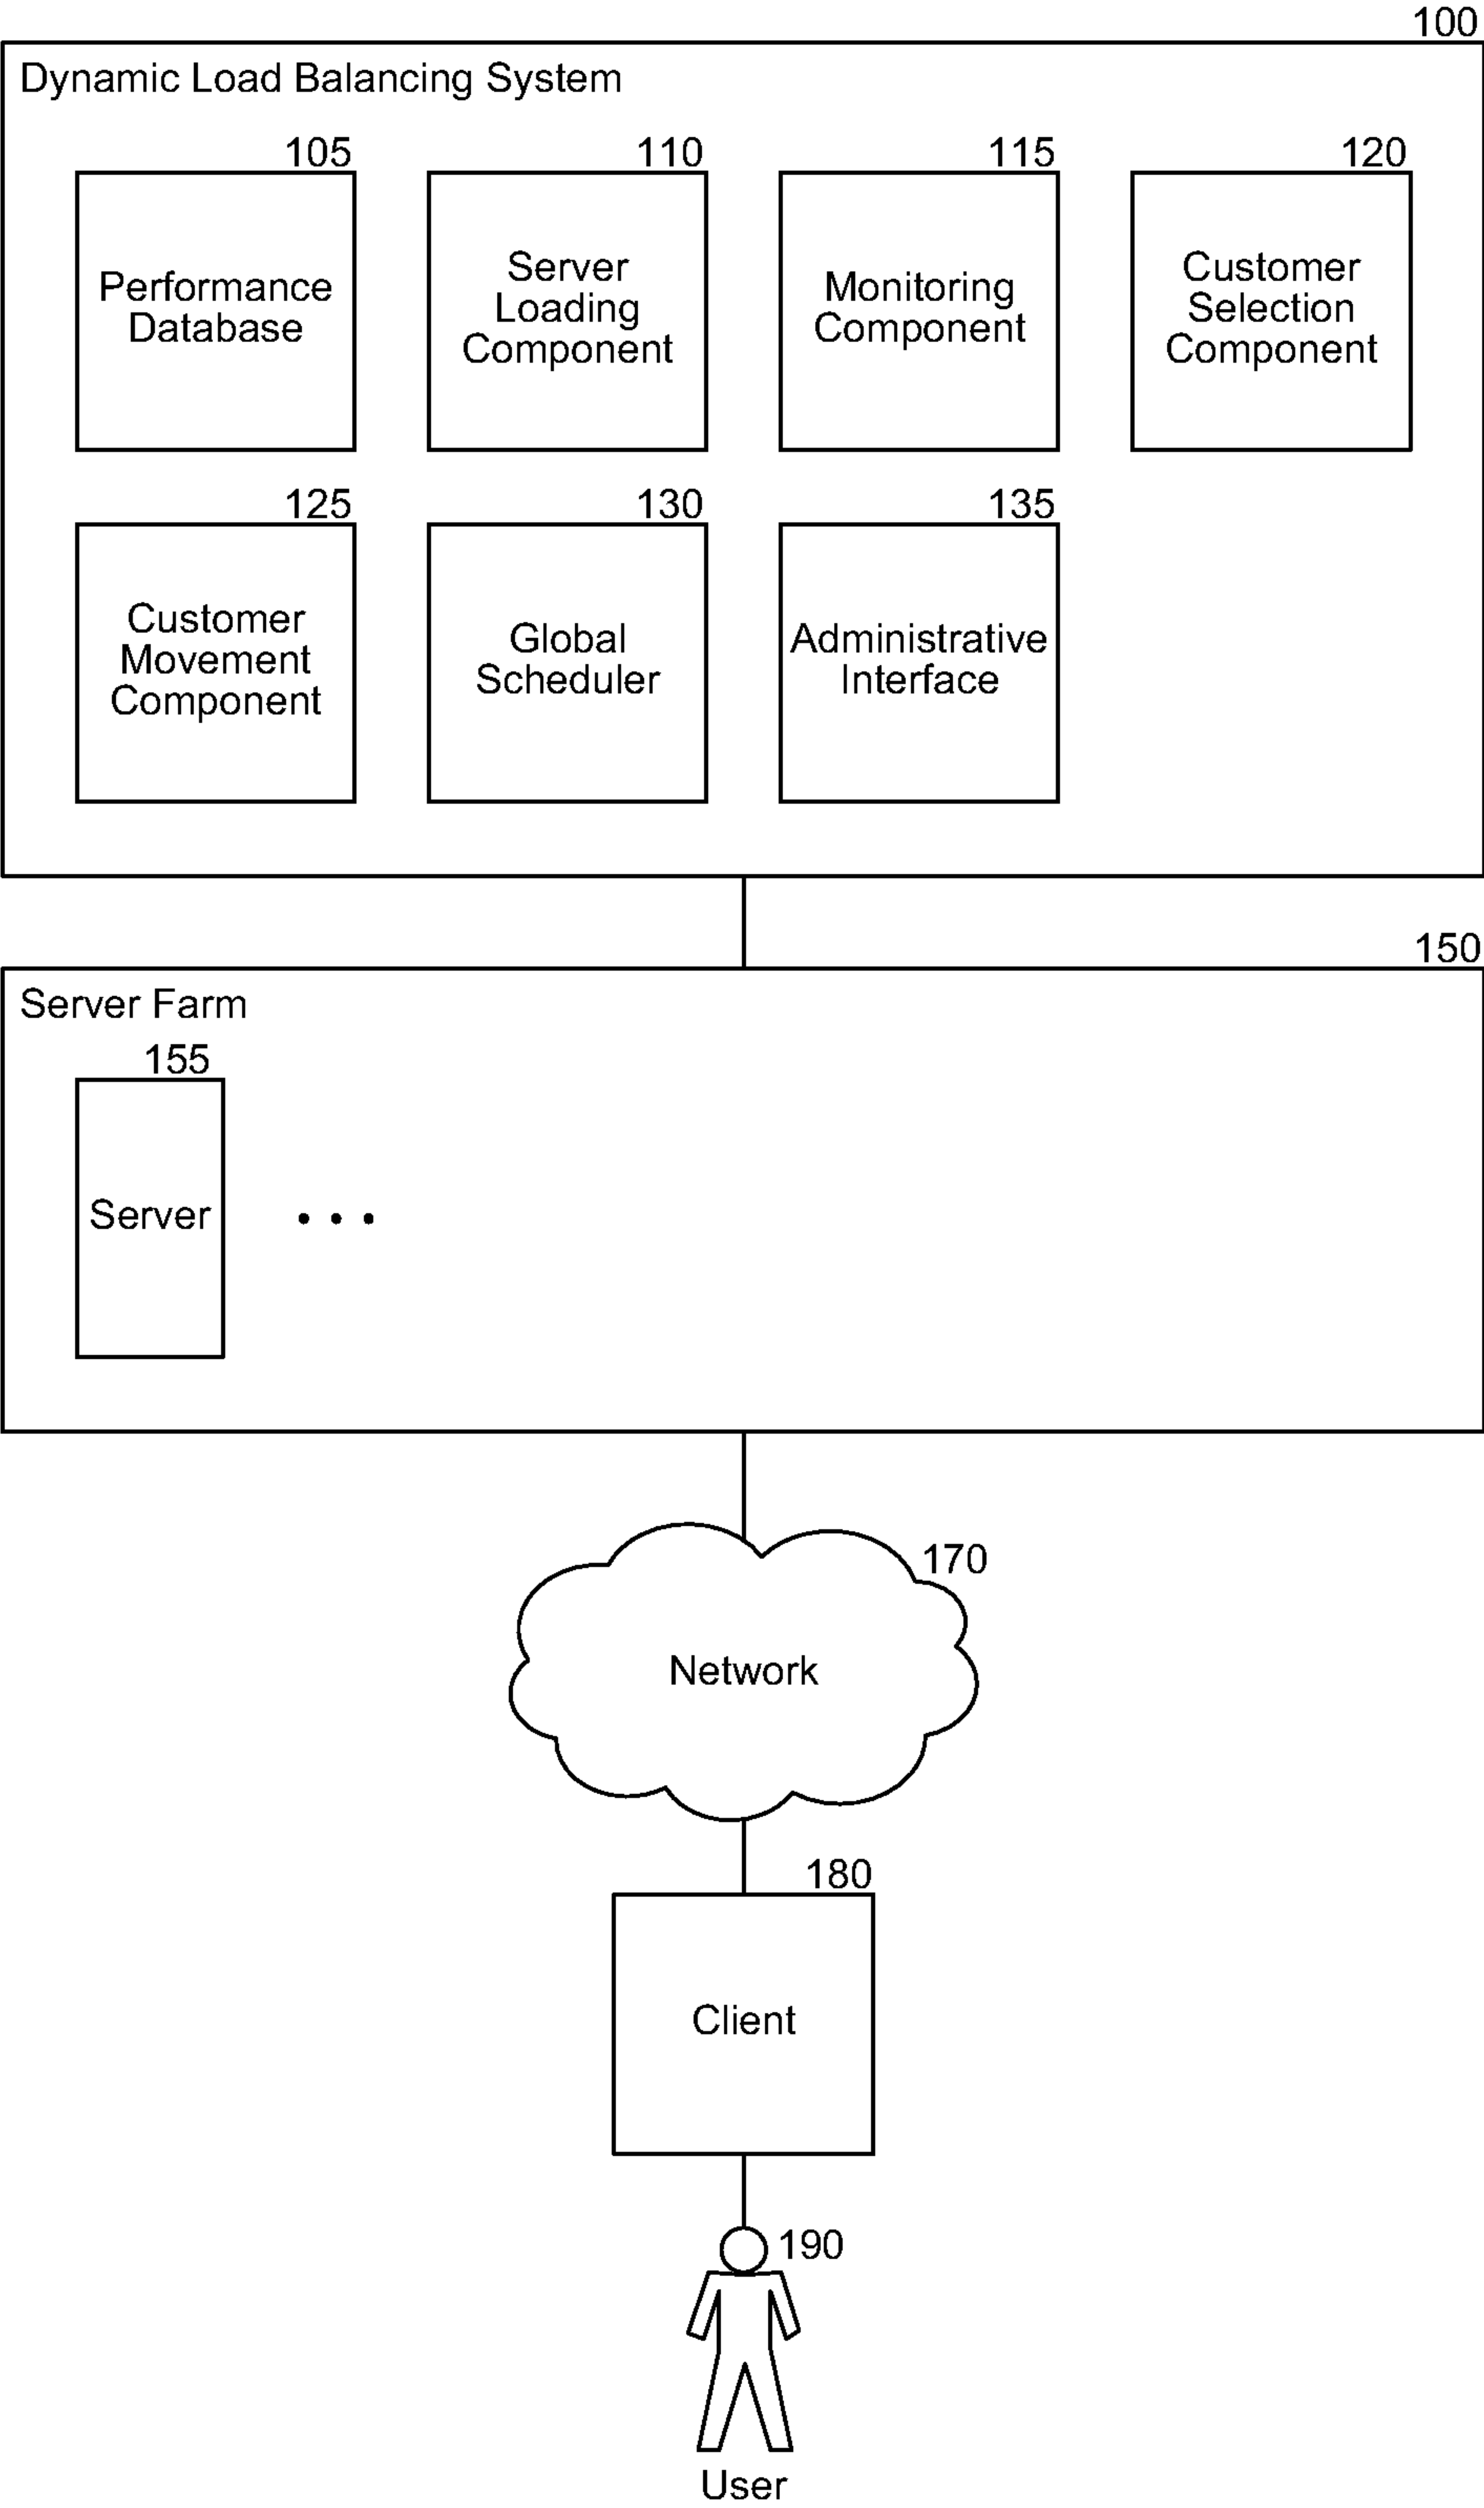 100
Dynamic Load Balancing System
105
110
115
120
Performance
Database
Server
Loading
Component
Monitoring
Component
Customer
Selection
Component
125
130
135
Customer
Movement
Component
Global
Scheduler
Administrative
Interface
150
Server Farm
155
Server
170
Network
180
Client
190
User